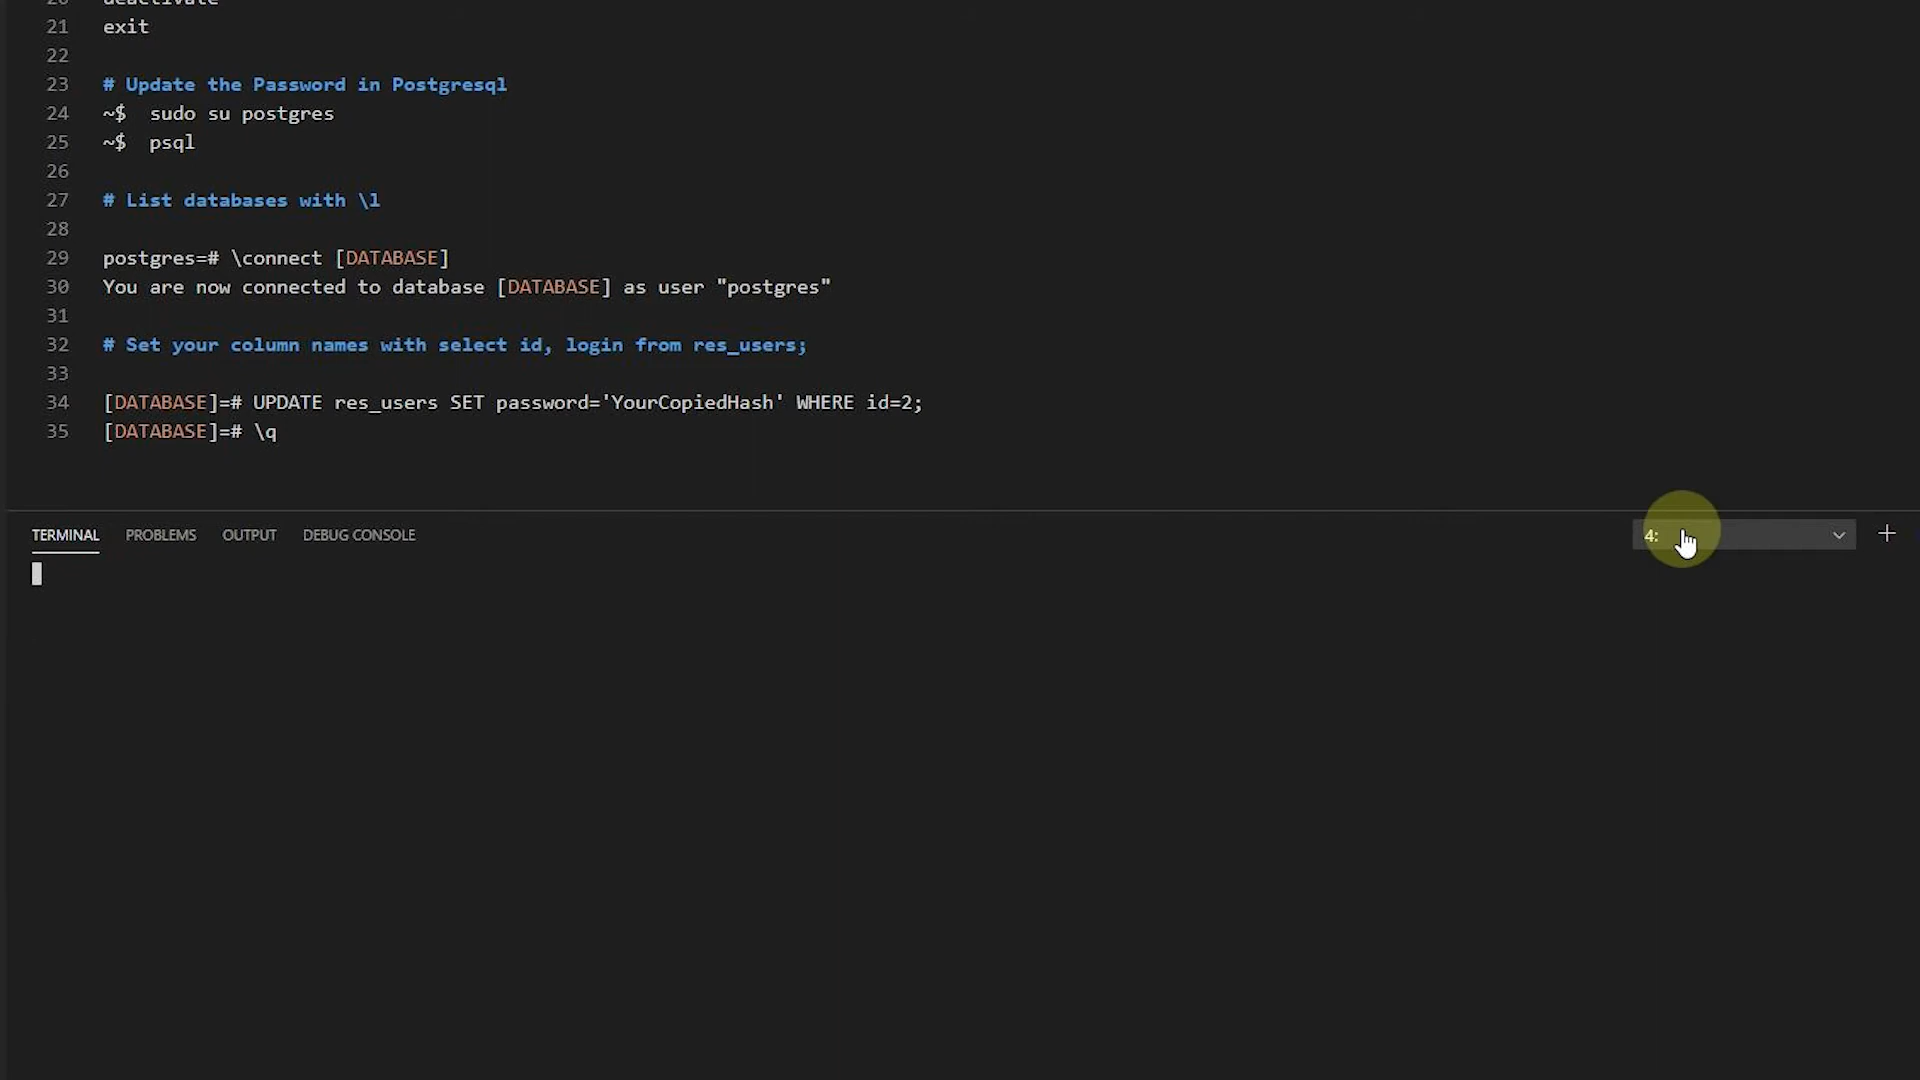 20 deactivate
21 exit
22
23 # Update the Password in Postgresql
24 ~$ sudo su postgres
25 ~$ psql
26
27 # List databases with \l
28
29 postgres=# \connect [DATABASE]
30 You are now connected to database [DATABASE] as user "postgres"
31
32 # Set your column names with select id, login from res_users;
33
34 [DATABASE]=# UPDATE res_users SET password='YourCopiedHash' WHERE id=2;
35 [DATABASE]=# \q
TERMINAL PROBLEMS OUTPUT DEBUG CONSOLE 4: